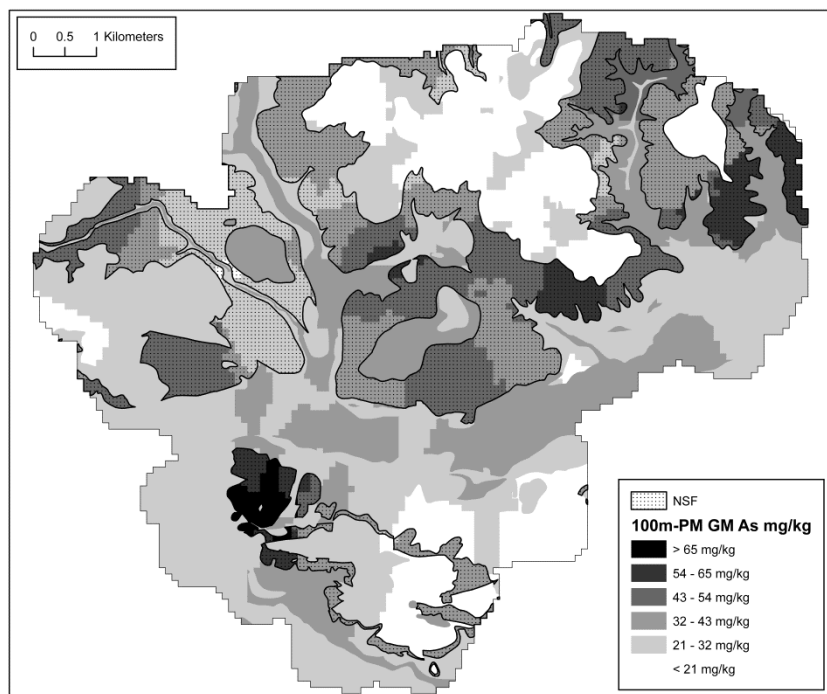 0 0.5 1 Kilometers
NSF
100m-PM GM As mg/kg
> 65 mg/kg
54 - 65 mg/kg
43 - 54 mg/kg
32 - 43 mg/kg
21 - 32 mg/kg
< 21 mg/kg